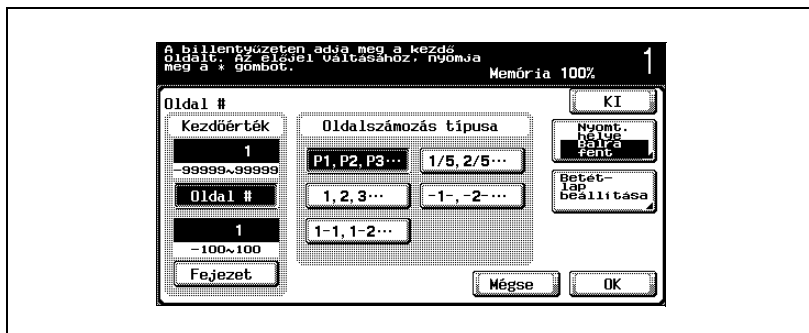 A billentyűzeten adja meg a kezdő
oldalt. Az előjel váltásához, nyomja
meg a * gombot.
Memória 100%
1
Oldal #
KI
Kezdőérték
1
-99999~99999
Oldal #
1
-100~100
Fejezet
Oldalszámozás típusa
P1, P2, P3···
1/5, 2/5···
1, 2, 3···
-1-, -2-···
1-1, 1-2···
Nyomt.
helye
Balra
fent
Betét-
lap
beállítása
Mégse
OK